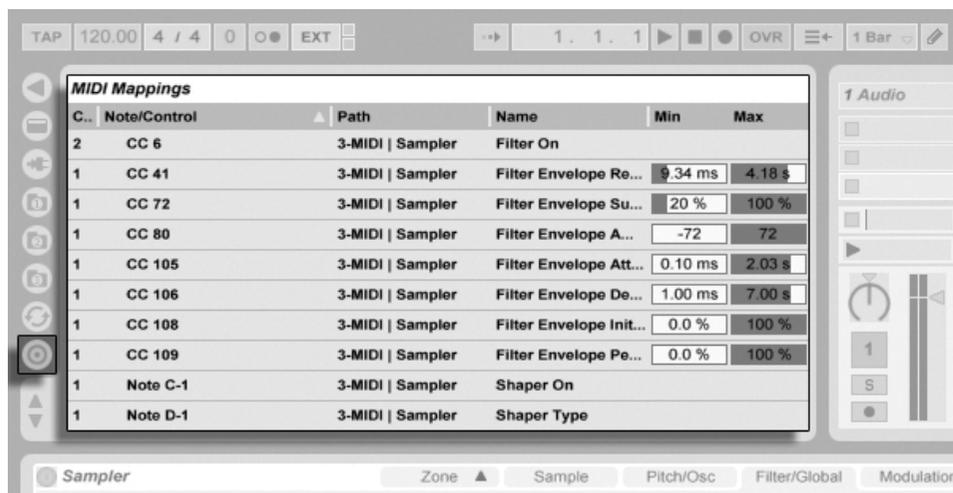 TAP 120.00 4 / 4 0 EXT 1. 1. 1 OVR 1 Bar
MIDI Mappings
C.. Note/Control Path Name Min Max
2 CC 6 3-MIDI | Sampler Filter On
1 CC 41 3-MIDI | Sampler Filter Envelope Re... 9.34 ms 4.18 s
1 CC 72 3-MIDI | Sampler Filter Envelope Su... 20 % 100 %
1 CC 80 3-MIDI | Sampler Filter Envelope A... -72 72
1 CC 105 3-MIDI | Sampler Filter Envelope Att... 0.10 ms 2.03 s
1 CC 106 3-MIDI | Sampler Filter Envelope De... 1.00 ms 7.00 s
1 CC 108 3-MIDI | Sampler Filter Envelope Init... 0.0 % 100 %
1 CC 109 3-MIDI | Sampler Filter Envelope Pe... 0.0 % 100 %
1 Note C-1 3-MIDI | Sampler Shaper On
1 Note D-1 3-MIDI | Sampler Shaper Type
1
2
3
1 Audio
1
S
Sampler Zone Sample Pitch/Osc Filter/Global Modulation